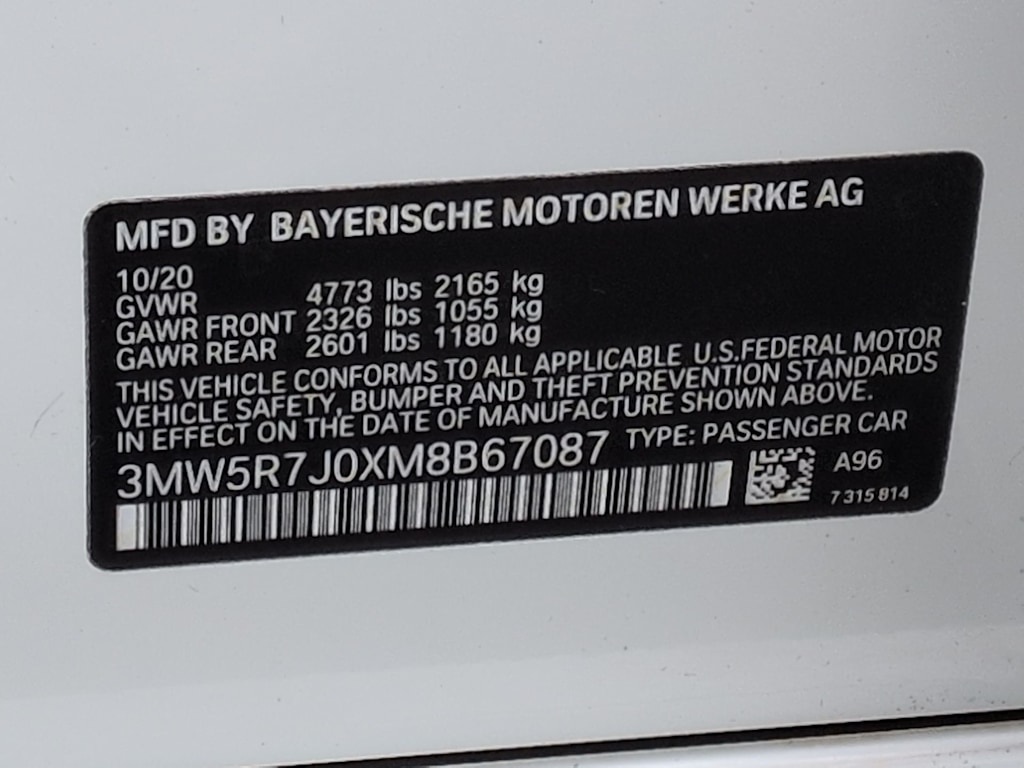 MFD BY BAYERISCHE MOTOREN WERKE AG
10/20
GVWR 4773 lbs 2165 kg
GAWR FRONT 2326 lbs 1055 kg
GAWR REAR 2601 lbs 1180 kg
THIS VEHICLE CONFORMS TO ALL APPLICABLE U.S.FEDERAL MOTOR
VEHICLE SAFETY, BUMPER AND THEFT PREVENTION STANDARDS
IN EFFECT ON THE DATE OF MANUFACTURE SHOWN ABOVE.
3MW5R7J0XM8B67087 TYPE: PASSENGER CAR
A96
7 315 814